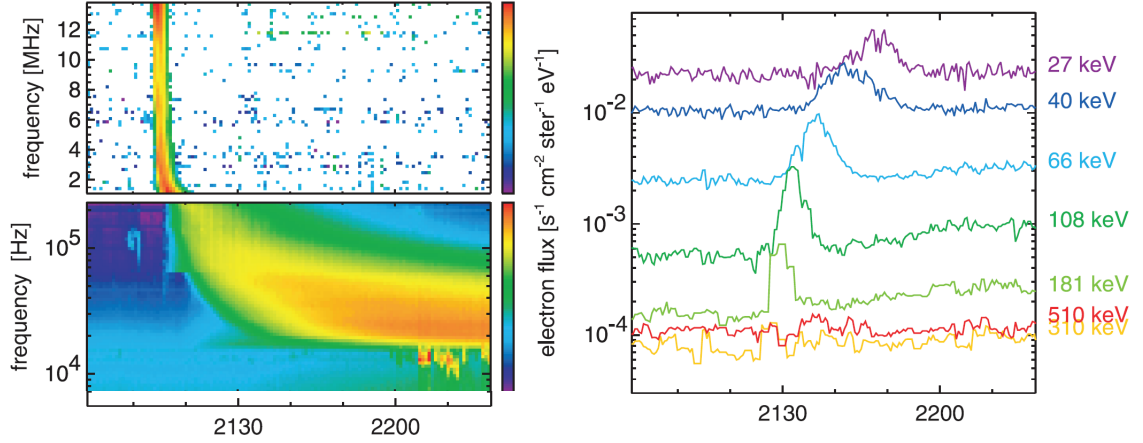 frequency [MHz]
12
10
8
6
4
2
frequency [Hz]
10^5
10^4
2130
2200
electron flux [s^-1 cm^-2 ster^-1 eV^-1]
10^-2
10^-3
10^-4
2130
2200
27 keV
40 keV
66 keV
108 keV
181 keV
510 keV
310 keV